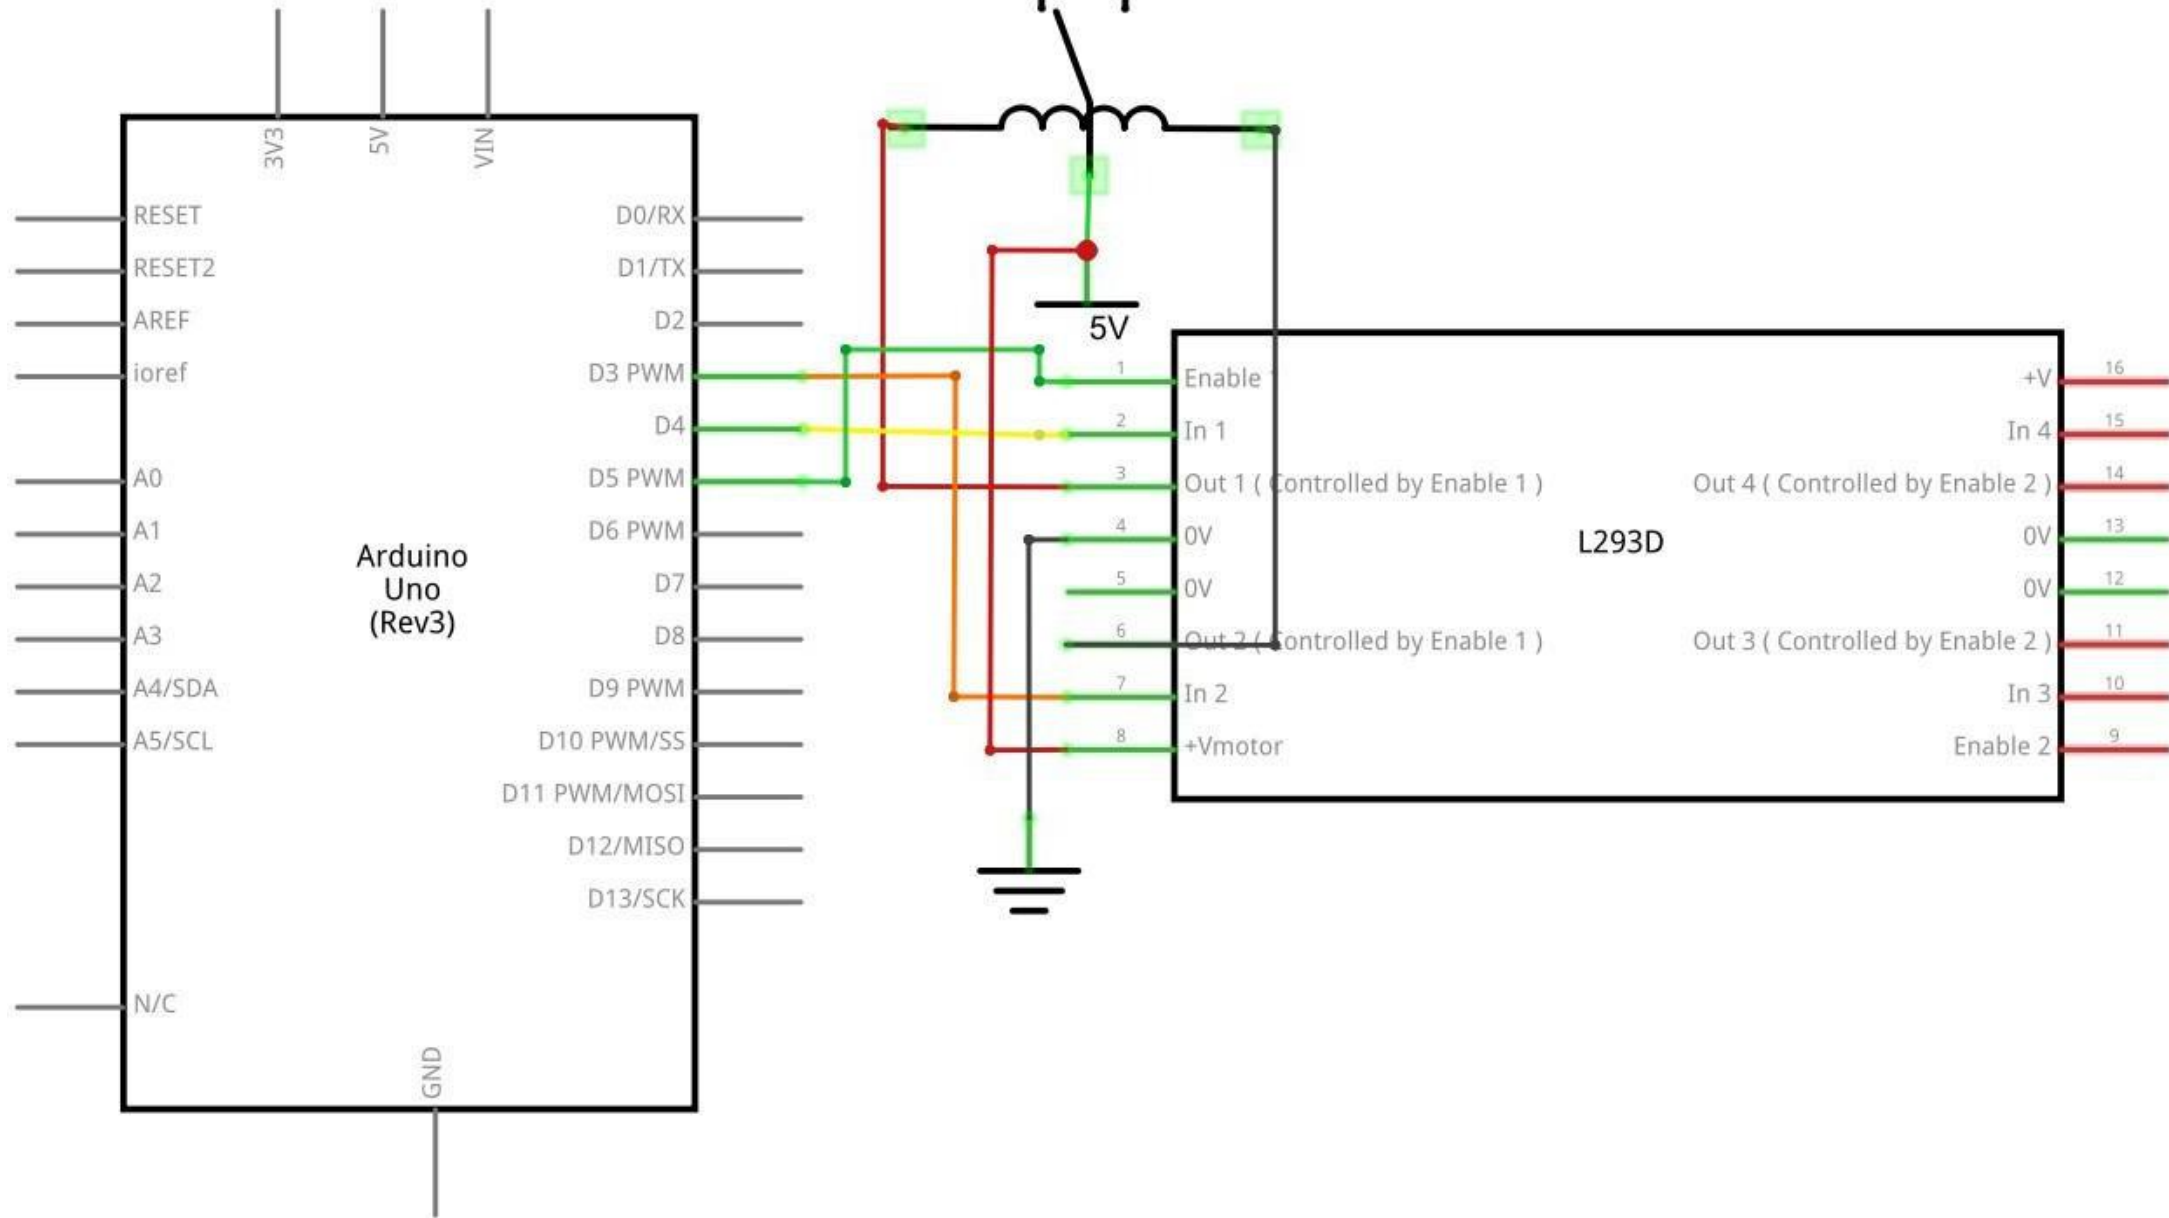 3V3
5V
VIN
RESET
RESET2
AREF
ioref
A0
A1
A2
A3
A4/SDA
A5/SCL
N/C
Arduino
Uno
(Rev3)
GND
D0/RX
D1/TX
D2
D3 PWM
D4
D5 PWM
D6 PWM
D7
D8
D9 PWM
D10 PWM/SS
D11 PWM/MOSI
D12/MISO
D13/SCK
5V
1 Enable 1
2 In 1
3 Out 1 ( Controlled by Enable 1 )
4 0V
5 0V
6 Out 2 ( Controlled by Enable 1 )
7 In 2
8 +Vmotor
L293D
+V 16
In 4 15
Out 4 ( Controlled by Enable 2 ) 14
0V 13
0V 12
Out 3 ( Controlled by Enable 2 ) 11
In 3 10
Enable 2 9